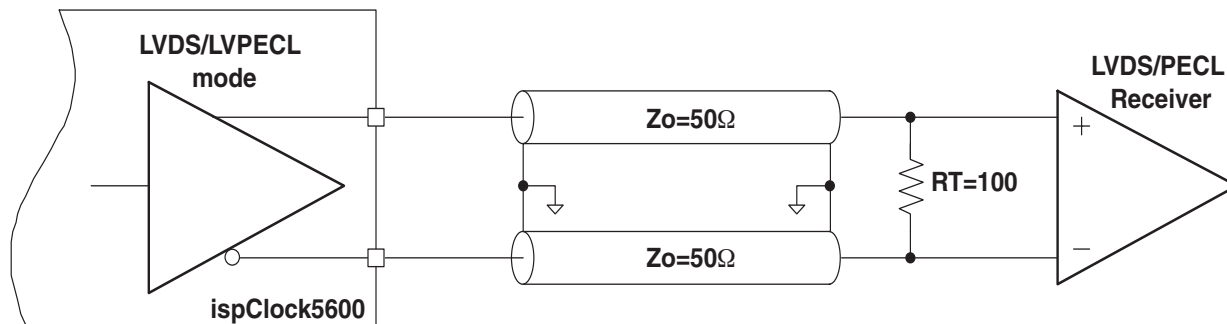 LVDS/LVPECL
mode
ispClock5600
Zo=50Ω
Zo=50Ω
RT=100
LVDS/PECL
Receiver
+
−